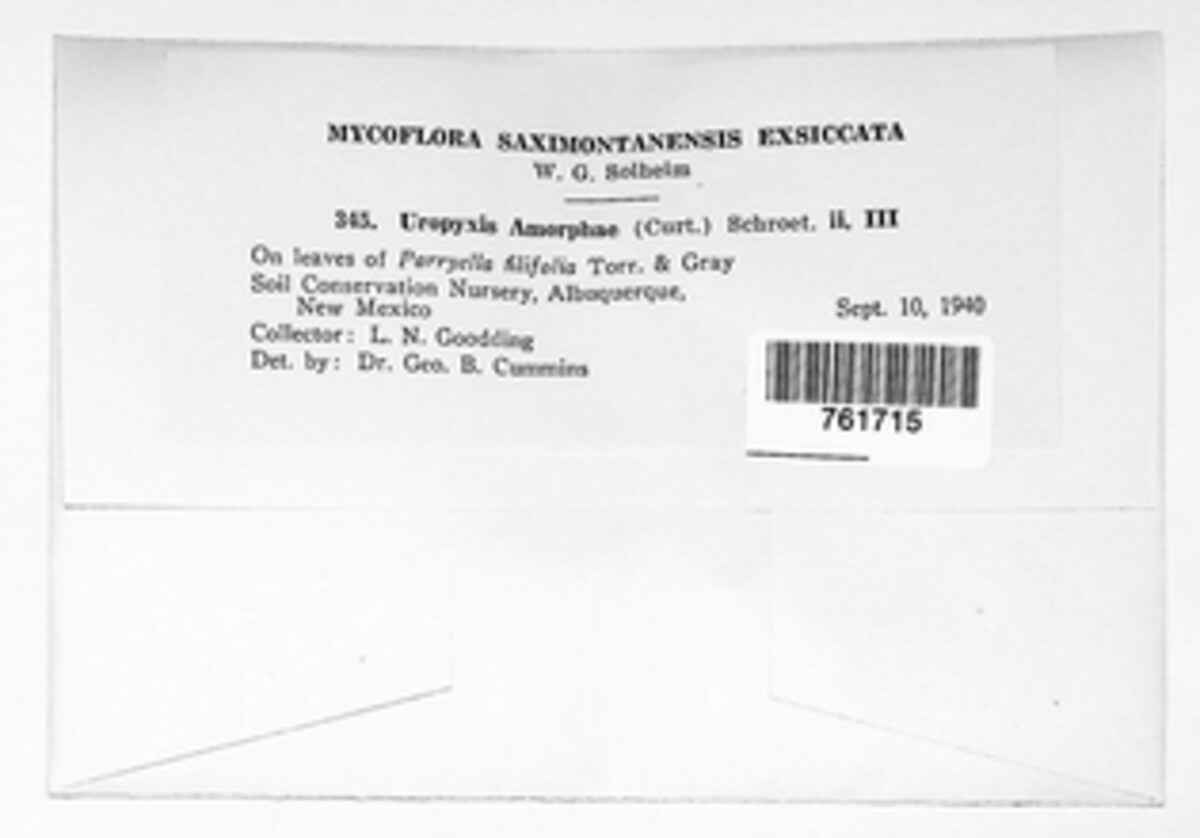 MYCOFLORA SAXIMONTANENSIS EXSICCATA
W. G. Solheim
345. Uropyxis Amorphae (Curt.) Schroet. ii, III
On leaves of Parryella filifolia Torr. & Gray
Soil Conservation Nursery, Albuquerque,
New Mexico
Sept. 10, 1940
Collector: L. N. Goodding
Det. by: Dr. Geo. B. Cummins
761715